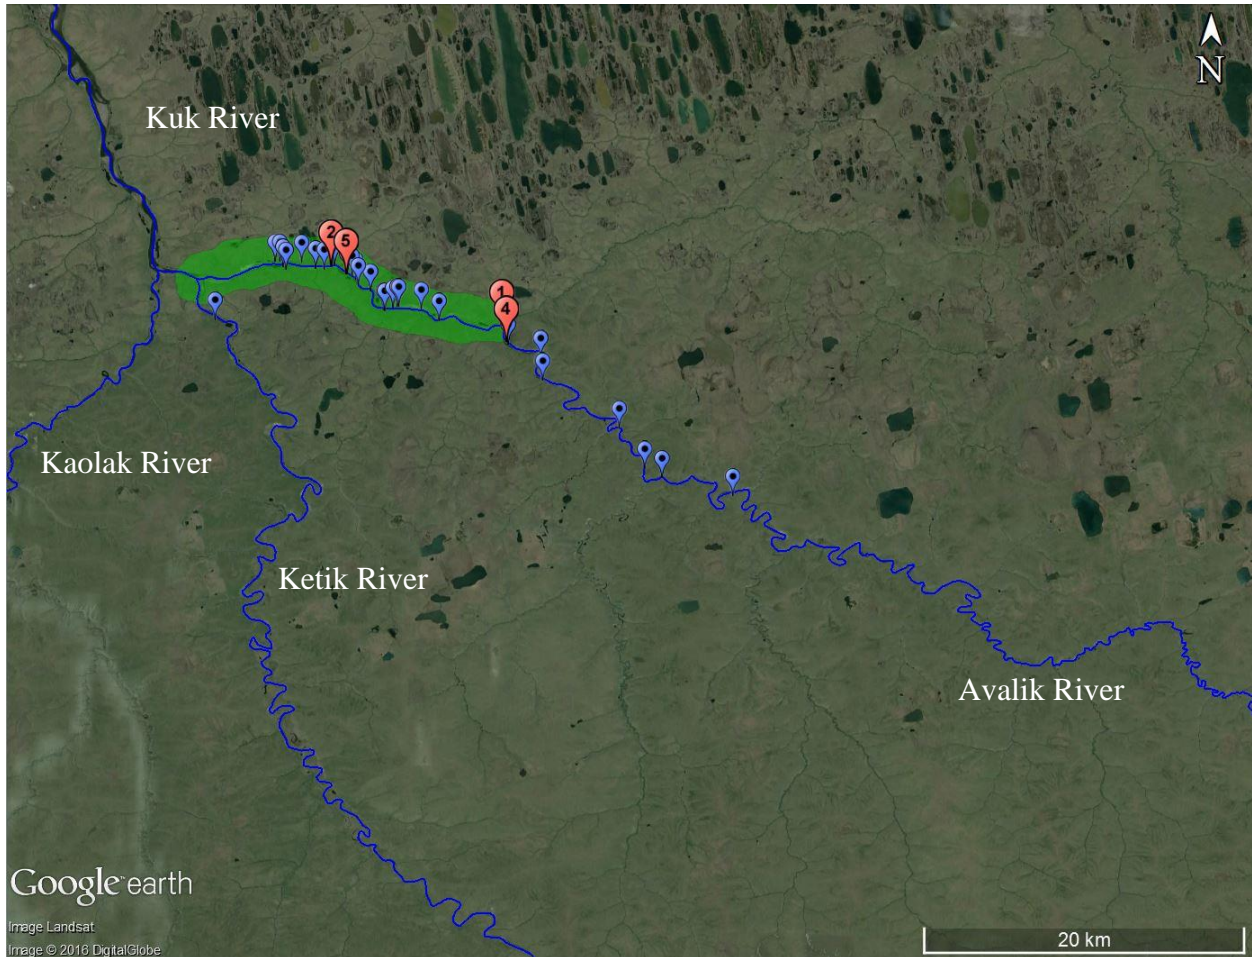 N
Kuk River
2
5
1
4
Kaolak River
Ketik River
Avalik River
Google earth
Image Landsat
Image © 2016 DigitalGlobe
20 km